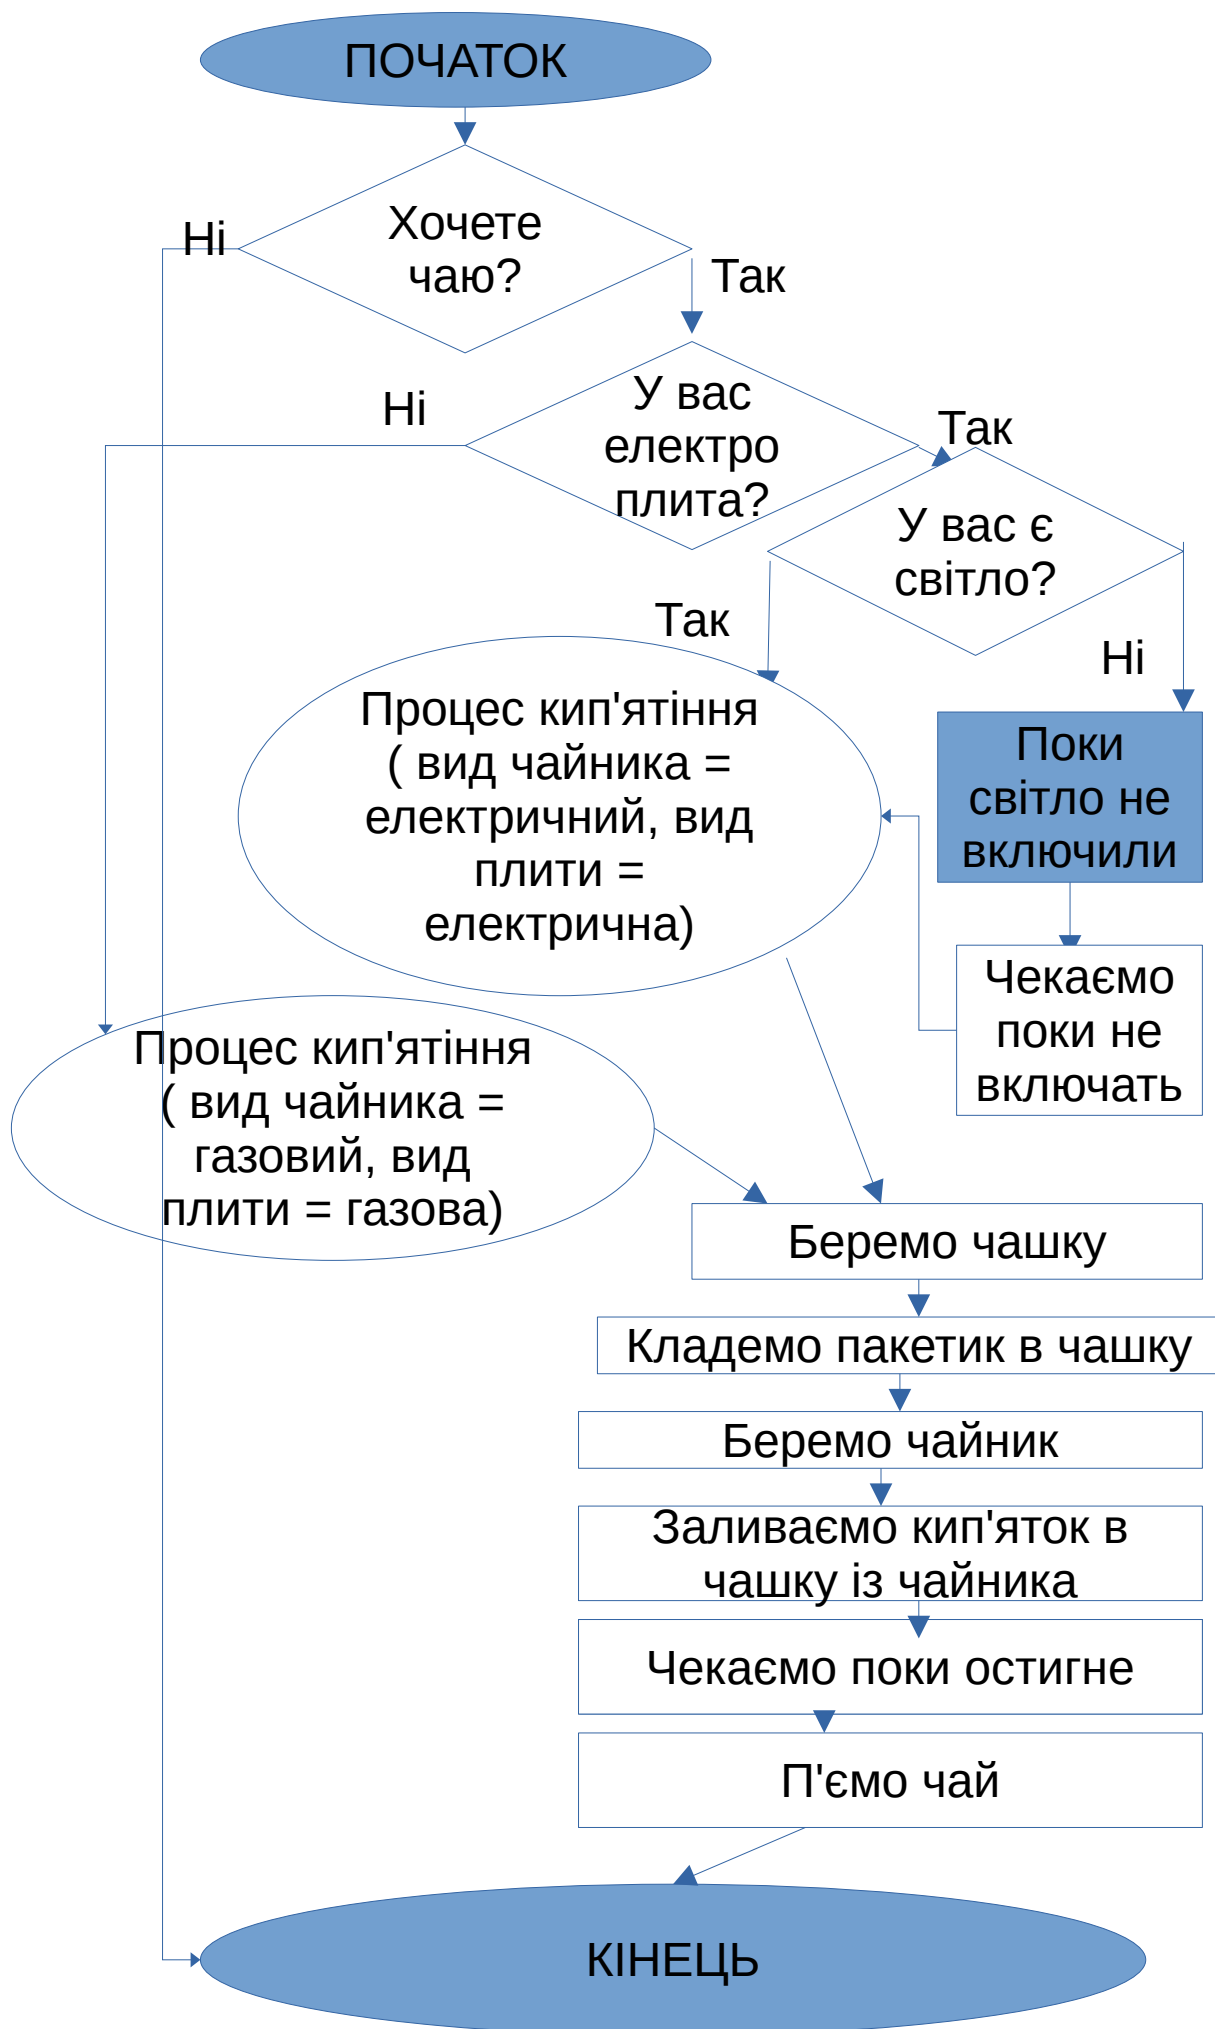 ПОЧАТОК
Хочете
чаю?
Ні
Так
У вас
електро
плита?
Ні
Так
У вас є
світло?
Так
Ні
Процес кип'ятіння
( вид чайника =
електричний, вид
плити =
електрична)
Поки
світло не
включили
Чекаємо
поки не
включать
Процес кип'ятіння
( вид чайника =
газовий, вид
плити = газова)
Беремо чашку
Кладемо пакетик в чашку
Беремо чайник
Заливаємо кип'яток в
чашку із чайника
Чекаємо поки остигне
П'ємо чай
КІНЕЦЬ